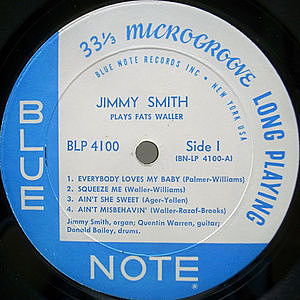 33⅓ MICROGROOVE LONG PLAYING
BLUE NOTE RECORDS INC • NEW YORK USA
JIMMY SMITH
PLAYS FATS WALLER
BLP 4100 Side 1
(BN-LP 4100-A)
1. EVERYBODY LOVES MY BABY (Palmer-Williams)
2. SQUEEZE ME (Waller-Williams)
3. AIN'T SHE SWEET (Ager-Yellen)
4. AIN'T MISBEHAVIN' (Waller-Razaf-Brooks)
Jimmy Smith, organ; Quentin Warren, guitar;
Donald Bailey, drums.
BLUE
NOTE®